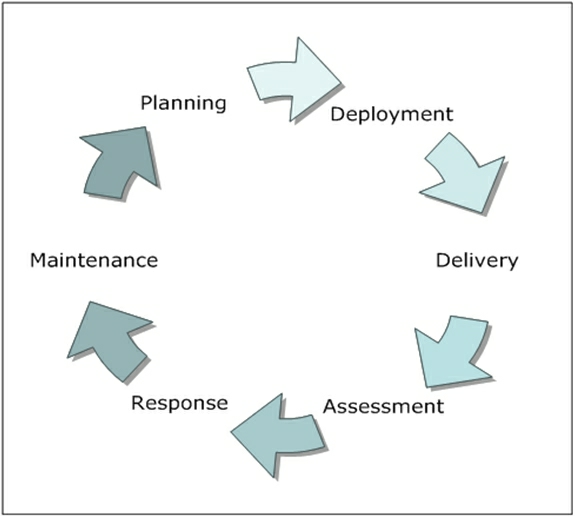 Planning
Deployment
Delivery
Assessment
Response
Maintenance